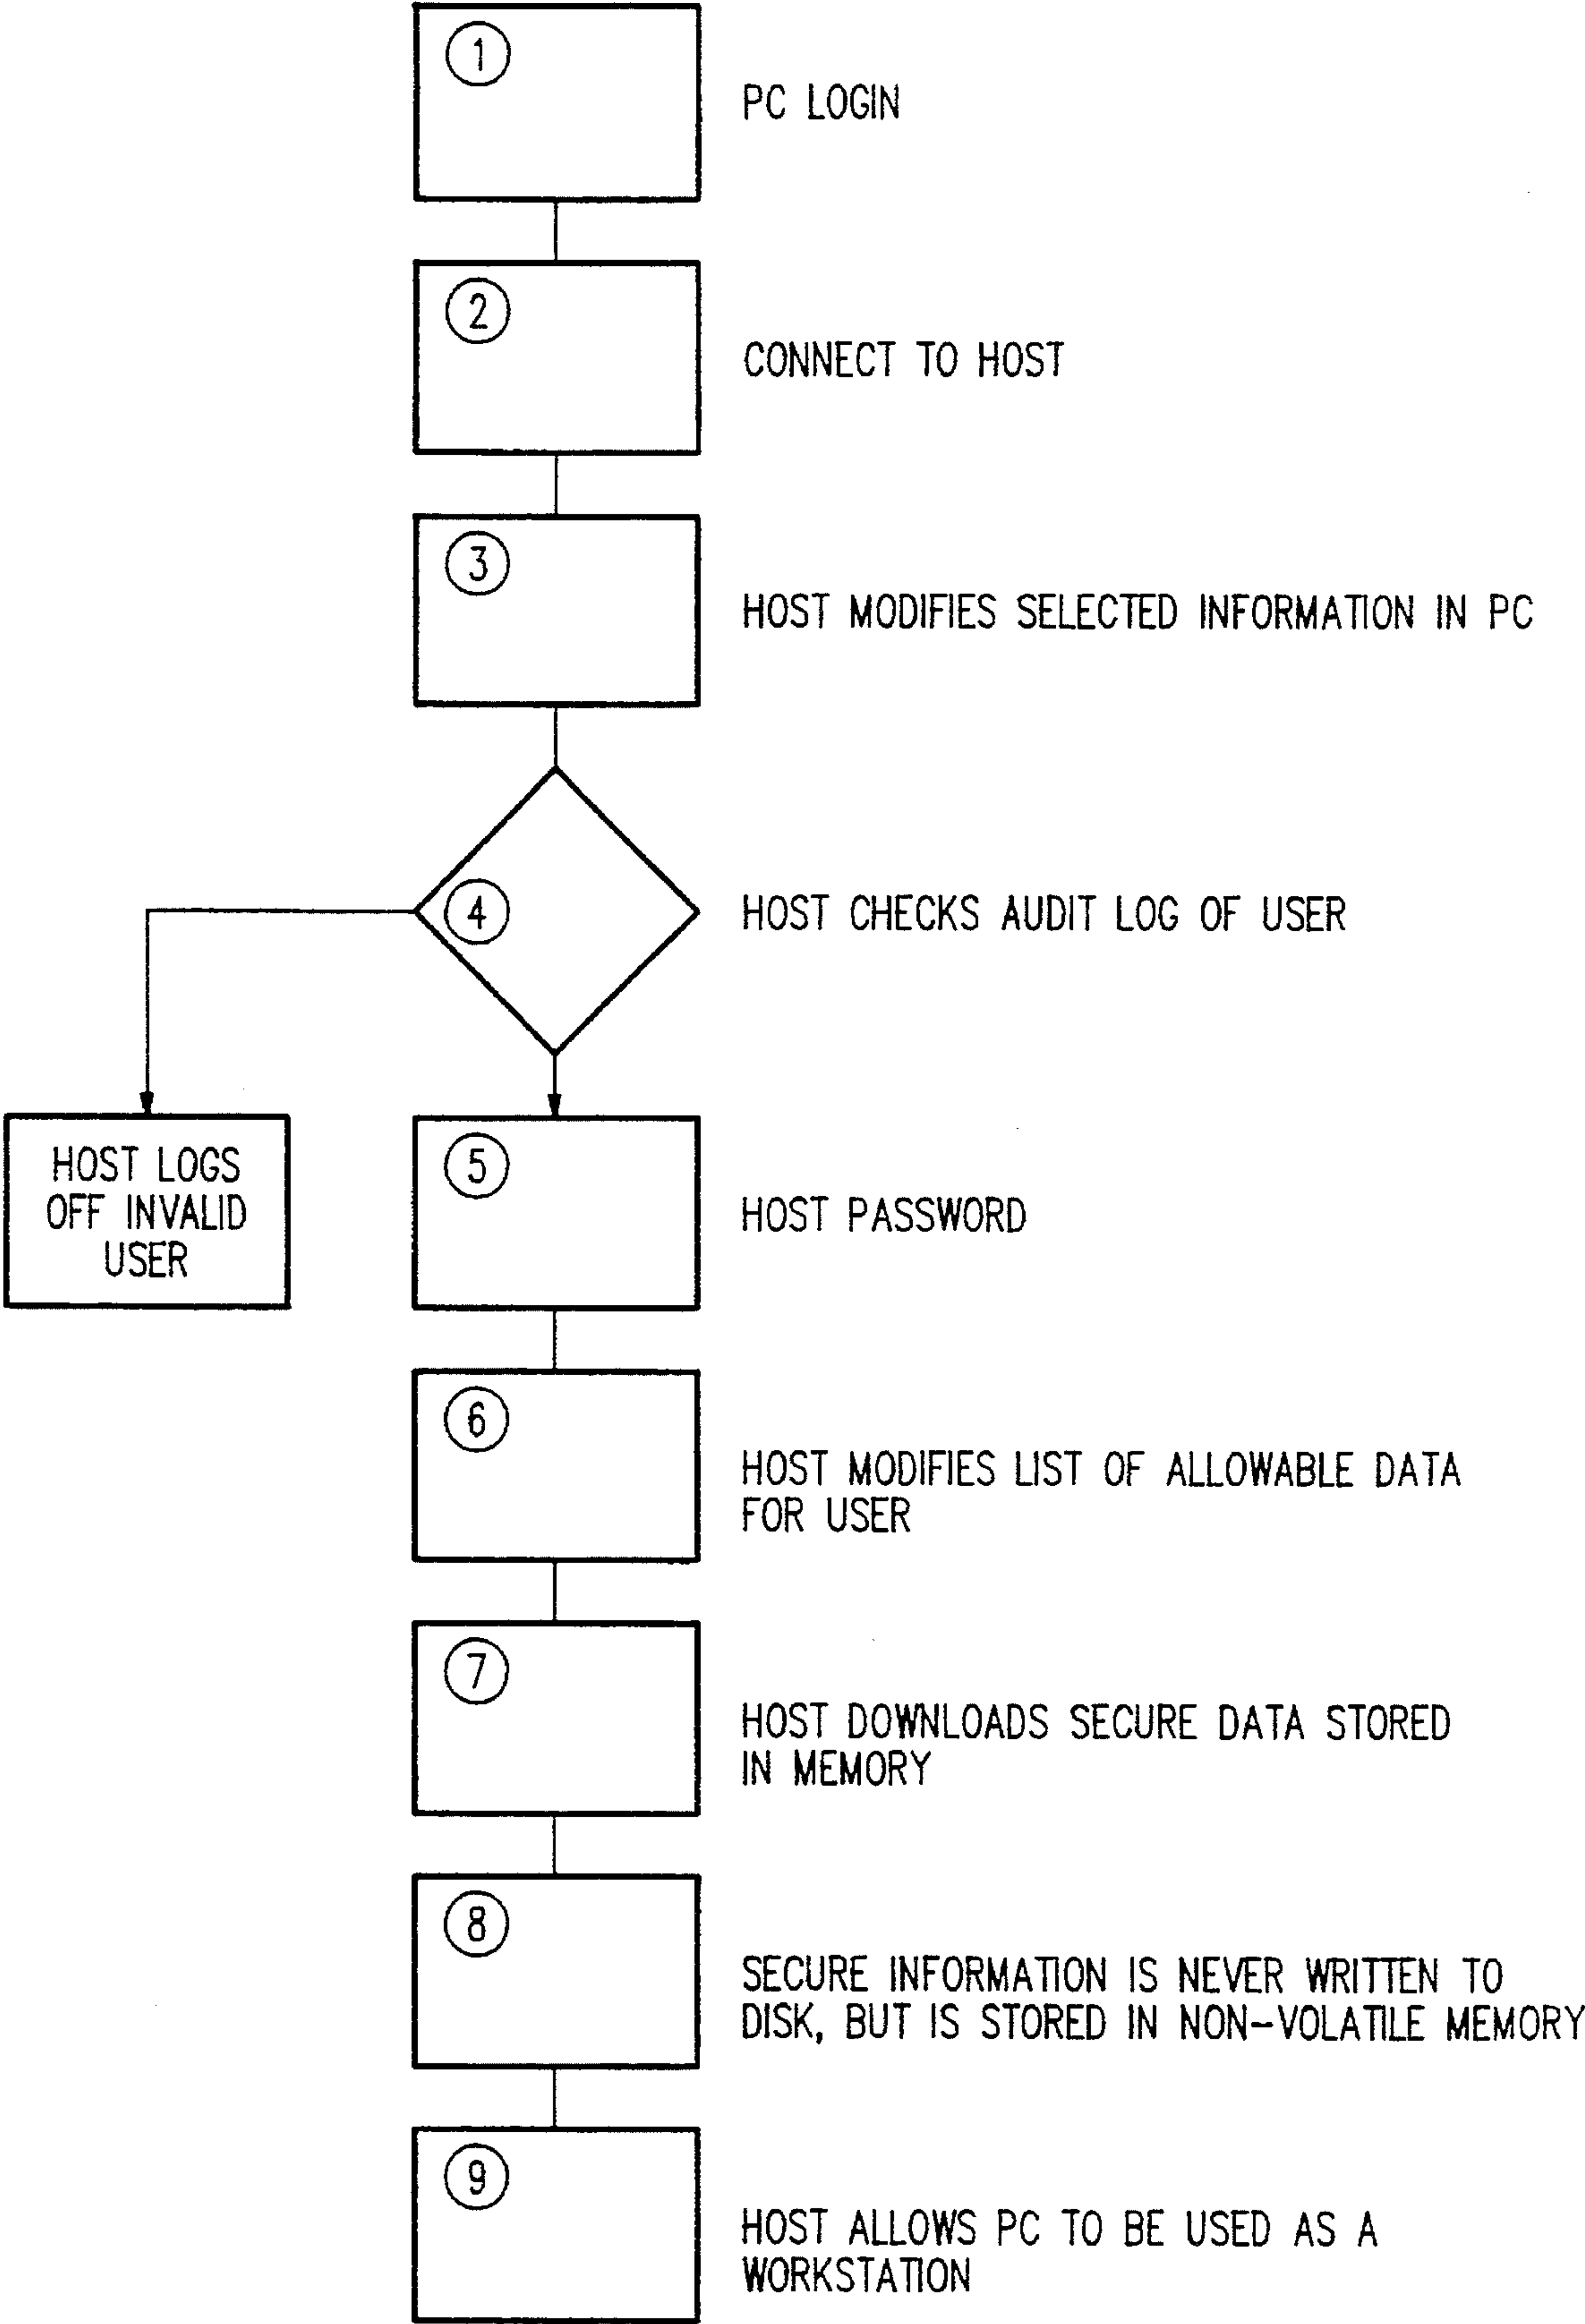 1
PC LOGIN
2
CONNECT TO HOST
3
HOST MODIFIES SELECTED INFORMATION IN PC
4
HOST CHECKS AUDIT LOG OF USER
HOST LOGS
OFF INVALID
USER
5
HOST PASSWORD
6
HOST MODIFIES LIST OF ALLOWABLE DATA
FOR USER
7
HOST DOWNLOADS SECURE DATA STORED
IN MEMORY
8
SECURE INFORMATION IS NEVER WRITTEN TO
DISK, BUT IS STORED IN NON-VOLATILE MEMORY
9
HOST ALLOWS PC TO BE USED AS A
WORKSTATION